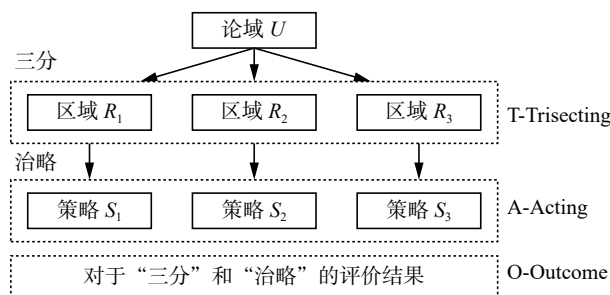 论域 U
三分
区域 R₁ 区域 R₂ 区域 R₃ T-Trisecting
治略
策略 S₁ 策略 S₂ 策略 S₃ A-Acting
对于“三分”和“治略”的评价结果 O-Outcome